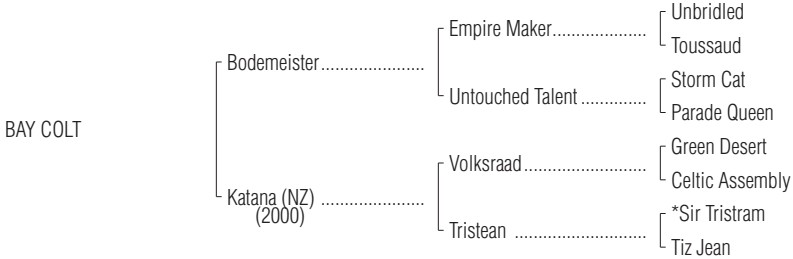 Unbridled
Empire Maker....................
Toussaud
Bodemeister ......................
Storm Cat
Untouched Talent ..............
Parade Queen
BAY COLT
Green Desert
Volksraad..........................
Celtic Assembly
Katana (NZ) ......................
(2000)
*Sir Tristram
Tristean ............................
Tiz Jean